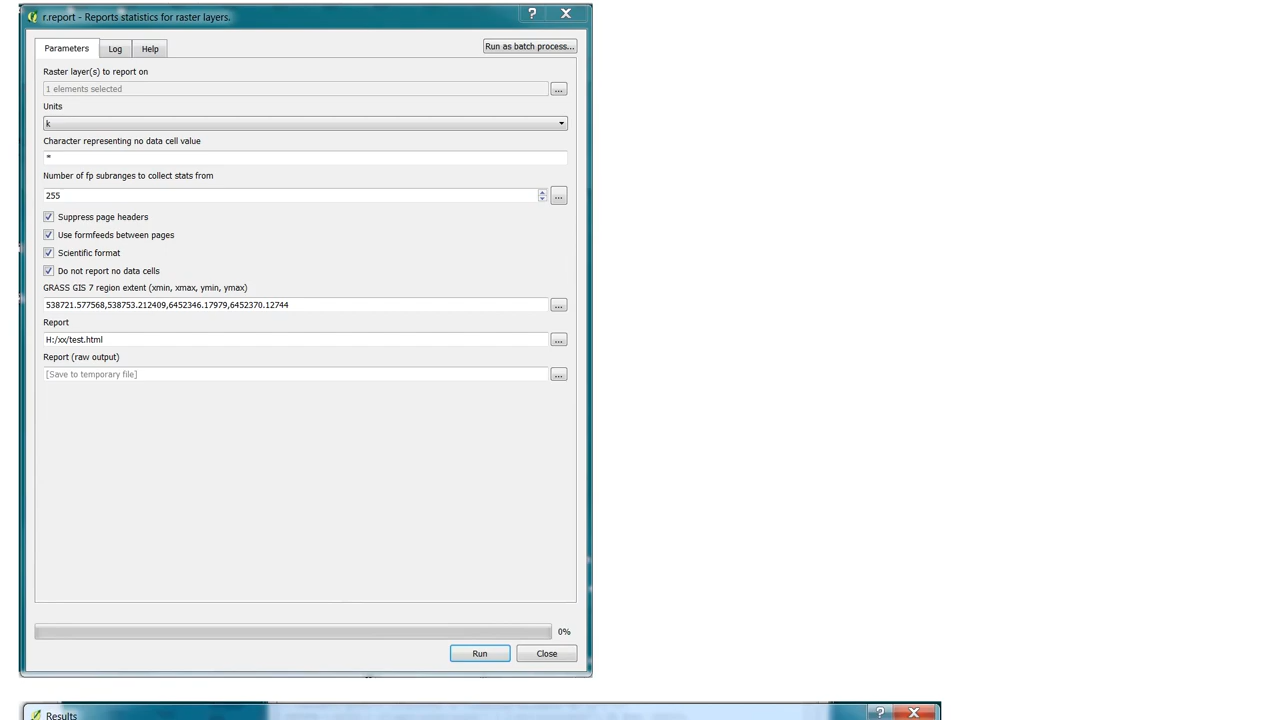 r.report - Reports statistics for raster layers.
?
Parameters
Log
Help
Run as batch process...
Raster layer(s) to report on
1 elements selected
...
Units
k
Character representing no data cell value
*
Number of fp subranges to collect stats from
255
...
Suppress page headers
Use formfeeds between pages
Scientific format
Do not report no data cells
GRASS GIS 7 region extent (xmin, xmax, ymin, ymax)
538721.577568,538753.212409,6452346.17979,6452370.12744
...
Report
H:/xx/test.html
...
Report (raw output)
[Save to temporary file]
...
0%
Run
Close
Results
?